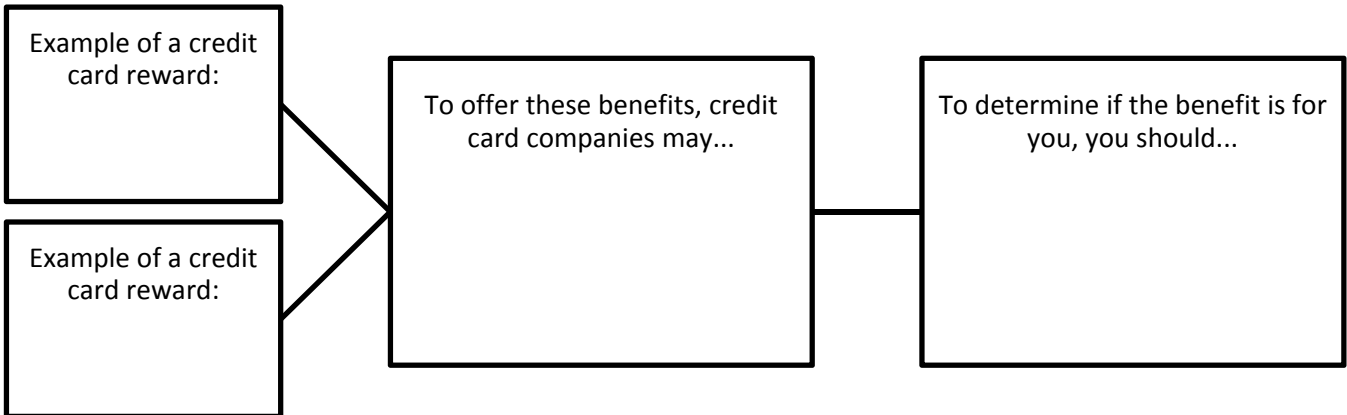 Example of a credit
card reward:
Example of a credit
card reward:
To offer these benefits, credit
card companies may...
To determine if the benefit is for
you, you should...